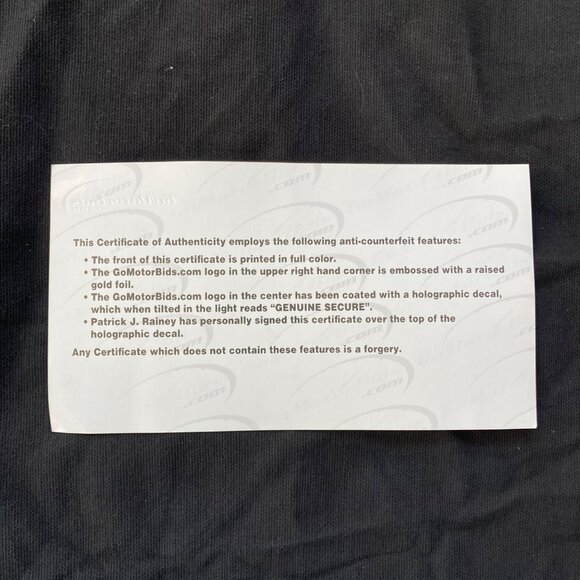 This Certificate of Authenticity employs the following anti-counterfeit features:
• The front of this certificate is printed in full color.
• The GoMotorBids.com logo in the upper right hand corner is embossed with a raised
gold foil.
• The GoMotorBids.com logo in the center has been coated with a holographic decal,
which when tilted in the light reads “GENUINE SECURE”.
• Patrick J. Rainey has personally signed this certificate over the top of the
holographic decal.
Any Certificate which does not contain these features is a forgery.
.com
.com
.com
.com